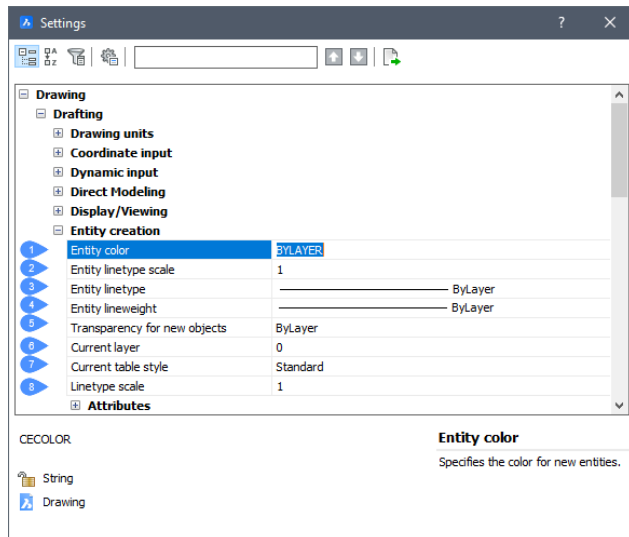 Settings ? ×
Drawing
Drafting
Drawing units
Coordinate input
Dynamic input
Direct Modeling
Display/Viewing
Entity creation
1 Entity color BYLAYER
2 Entity linetype scale 1
3 Entity linetype ByLayer
4 Entity lineweight ByLayer
5 Transparency for new objects ByLayer
6 Current layer 0
7 Current table style Standard
8 Linetype scale 1
Attributes
CECOLOR
Entity color
Specifies the color for new entities.
String
Drawing